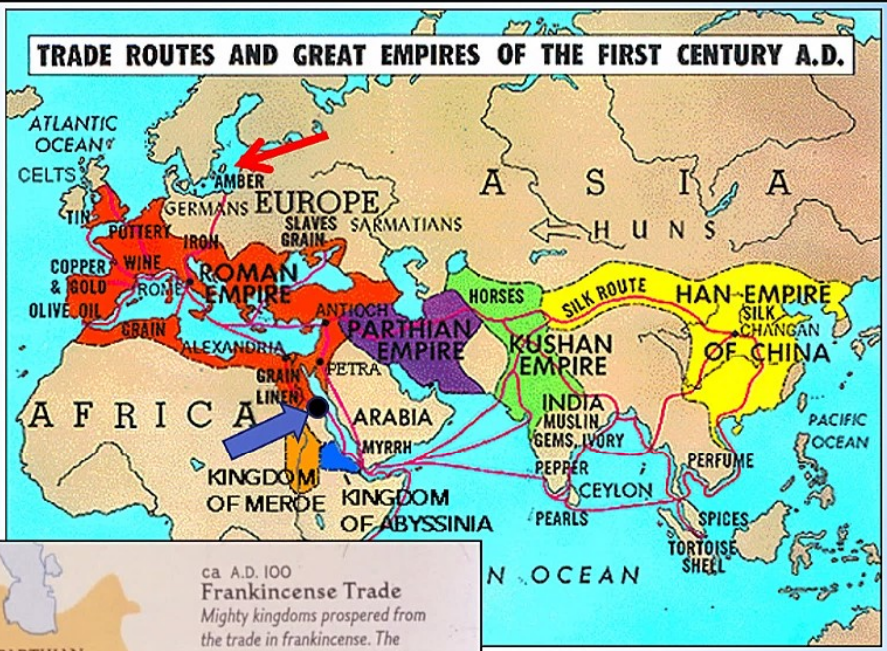 TRADE ROUTES AND GREAT EMPIRES OF THE FIRST CENTURY A.D.
ATLANTIC
OCEAN
CELTS
AMBER
A S I A
GERMANS
EUROPE
TIN
SLAVES
GRAIN
SARMATIANS
HUNS
POTTERY
IRON
WINE
COPPER
& GOLD
ROME
ROMAN
EMPIRE
OLIVE OIL
HORSES
SILK ROUTE
HAN EMPIRE
SILK
CHANGAN
OF CHINA
GRAIN
ANTIOCH
PARTHIAN
EMPIRE
KUSHAN
EMPIRE
ALEXANDRIA
PETRA
GRAIN
LINEN
AFRICA
ARABIA
INDIA
MUSLIN
GEMS, IVORY
PACIFIC
OCEAN
MYRRH
PEPPER
PERFUME
KINGDOM
OF MEROE
KINGDOM
OF ABYSSINIA
CEYLON
PEARLS
SPICES
TORTOISE
SHELL
N OCEAN
ca A.D. 100
Frankincense Trade
Mighty kingdoms prospered from
the trade in frankincense. The